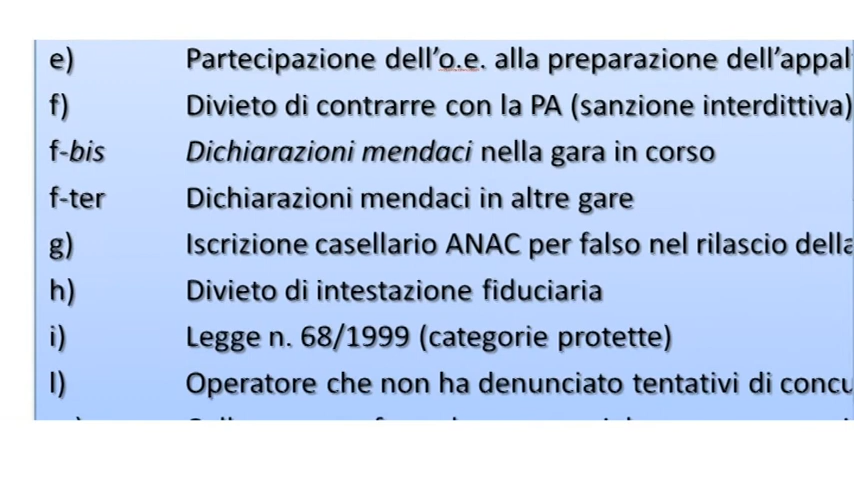 e) Partecipazione dell'o.e. alla preparazione dell'appal
f) Divieto di contrarre con la PA (sanzione interdittiva)
f-bis Dichiarazioni mendaci nella gara in corso
f-ter Dichiarazioni mendaci in altre gare
g) Iscrizione casellario ANAC per falso nel rilascio della
h) Divieto di intestazione fiduciaria
i) Legge n. 68/1999 (categorie protette)
l) Operatore che non ha denunciato tentativi di concu